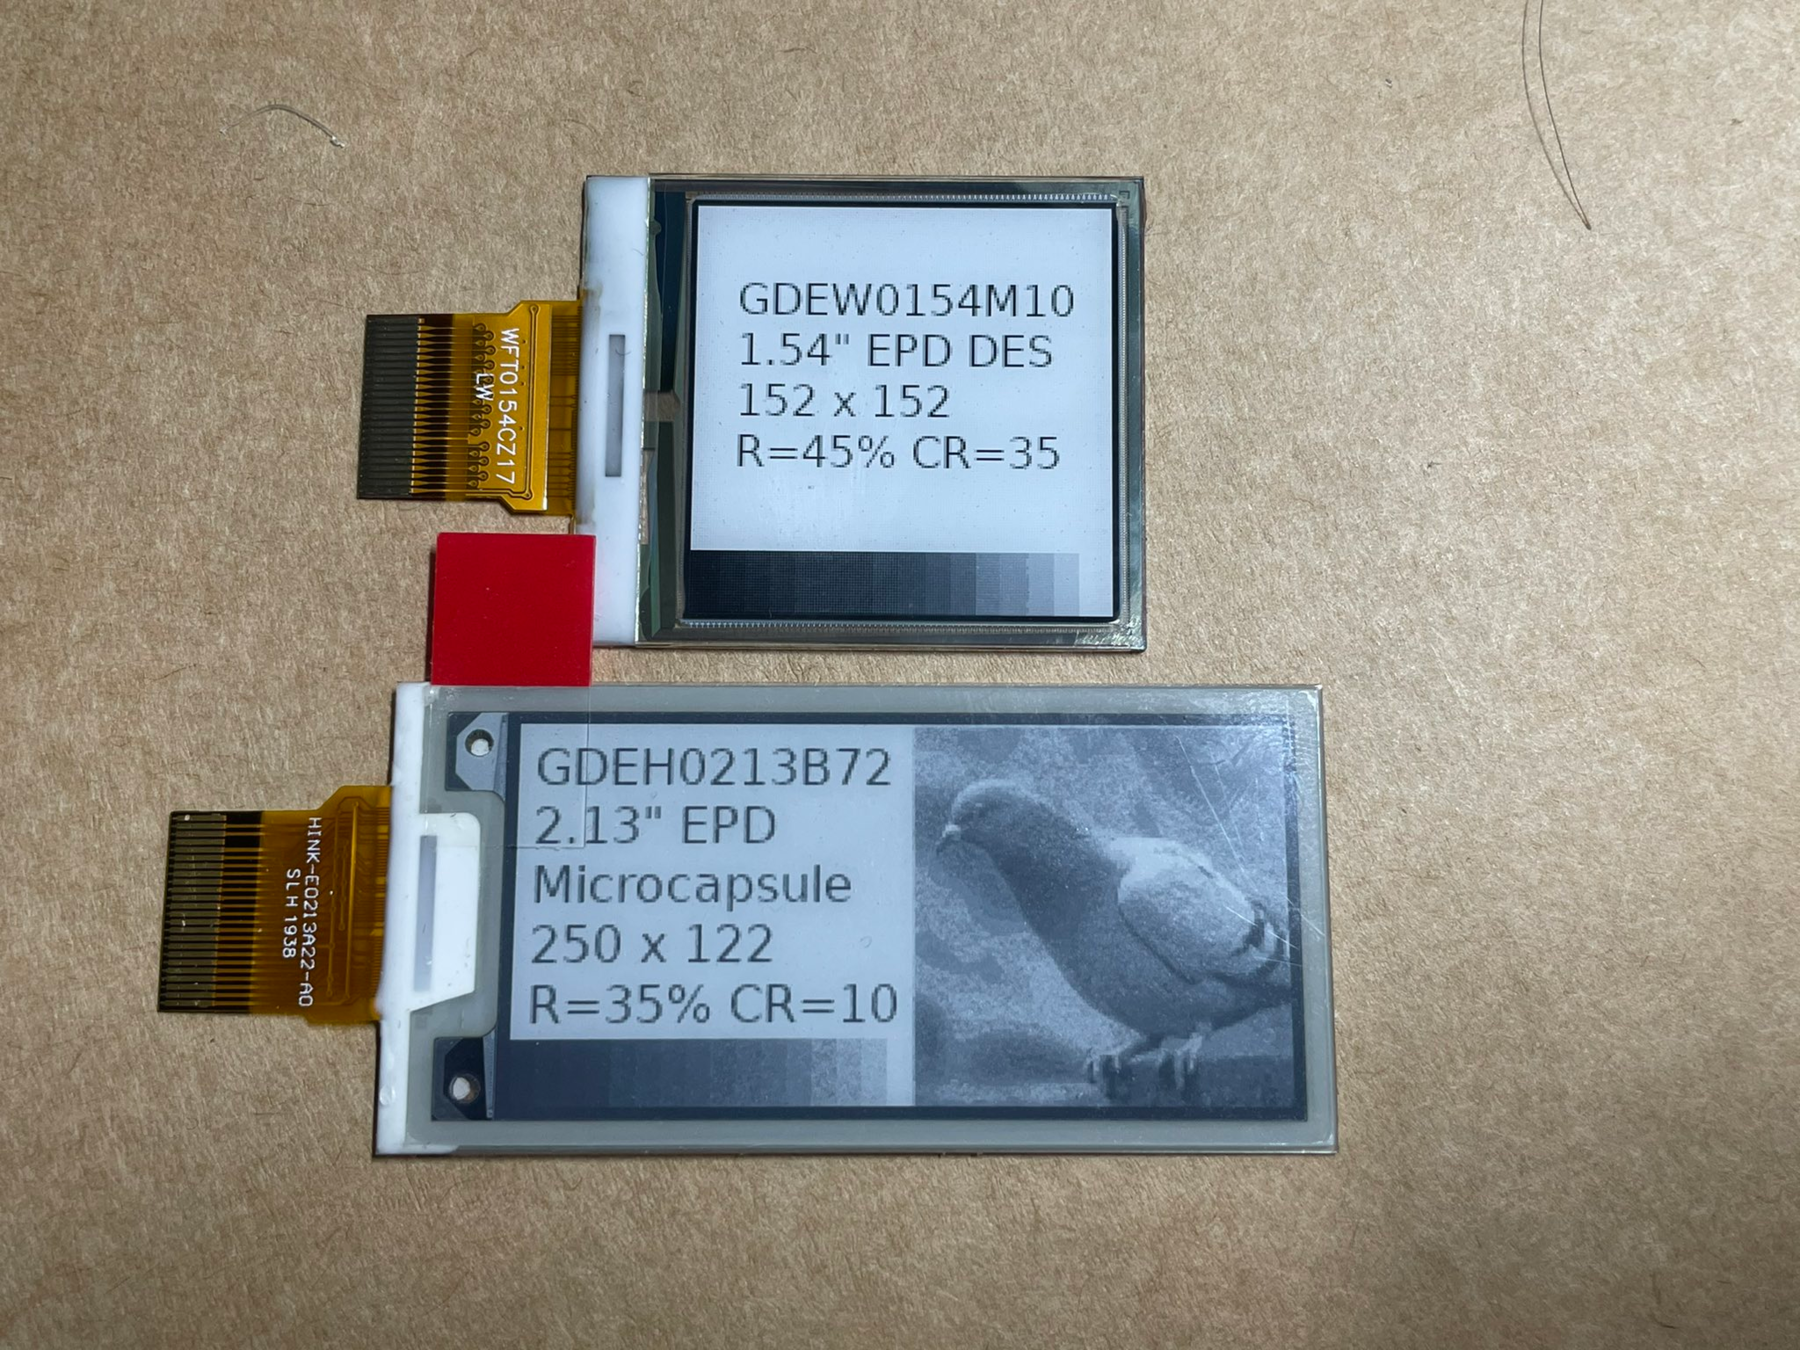 GDEW0154M10
1.54" EPD DES
152 x 152
R=45% CR=35
WFT0154CZ17
LW
GDEH0213B72
2.13" EPD
Microcapsule
250 x 122
R=35% CR=10
HINK-E0213A22-A0
SLH 1938